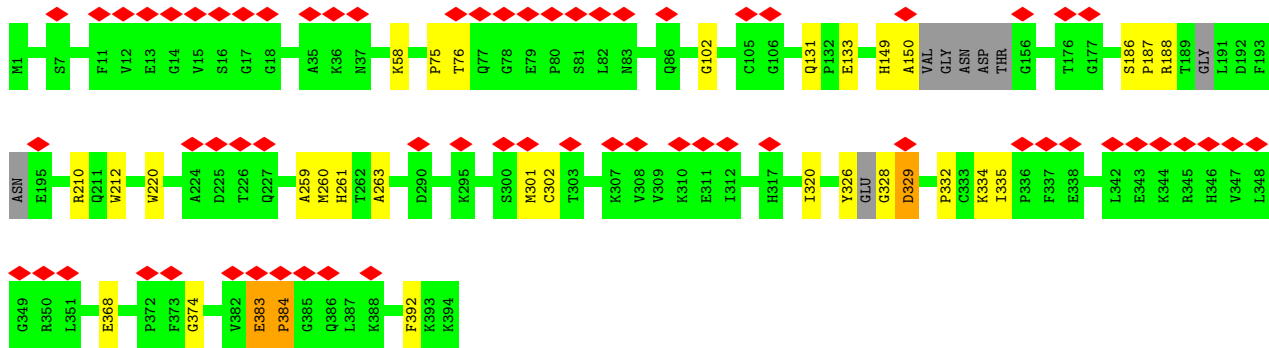 M1 S7 F11 V12 E13 G14 V15 S16 G17 G18 A35 K36 N37 K58 P75 T76 Q77 G78 E79 P80 S81 L82 N83 Q86 G102 C105 G106 Q131 P132 E133 H149 A150 VAL GLY ASN ASP THR G156 T176 G177 S186 P187 R188 T189 GLY L191 D192 F193
ASN E195 R210 Q211 W212 W220 A224 D225 T226 Q227 A259 M260 H261 T262 A263 D290 K295 S300 M301 C302 T303 K307 V308 V309 K310 E311 I312 H317 I320 Y326 GLU G328 D329 P332 C333 K334 I335 P336 F337 E338 L342 E343 K344 R345 H346 V347 L348
G349 R350 L351 E368 P372 F373 G374 V382 E383 P384 G385 Q386 L387 K388 F392 K393 K394